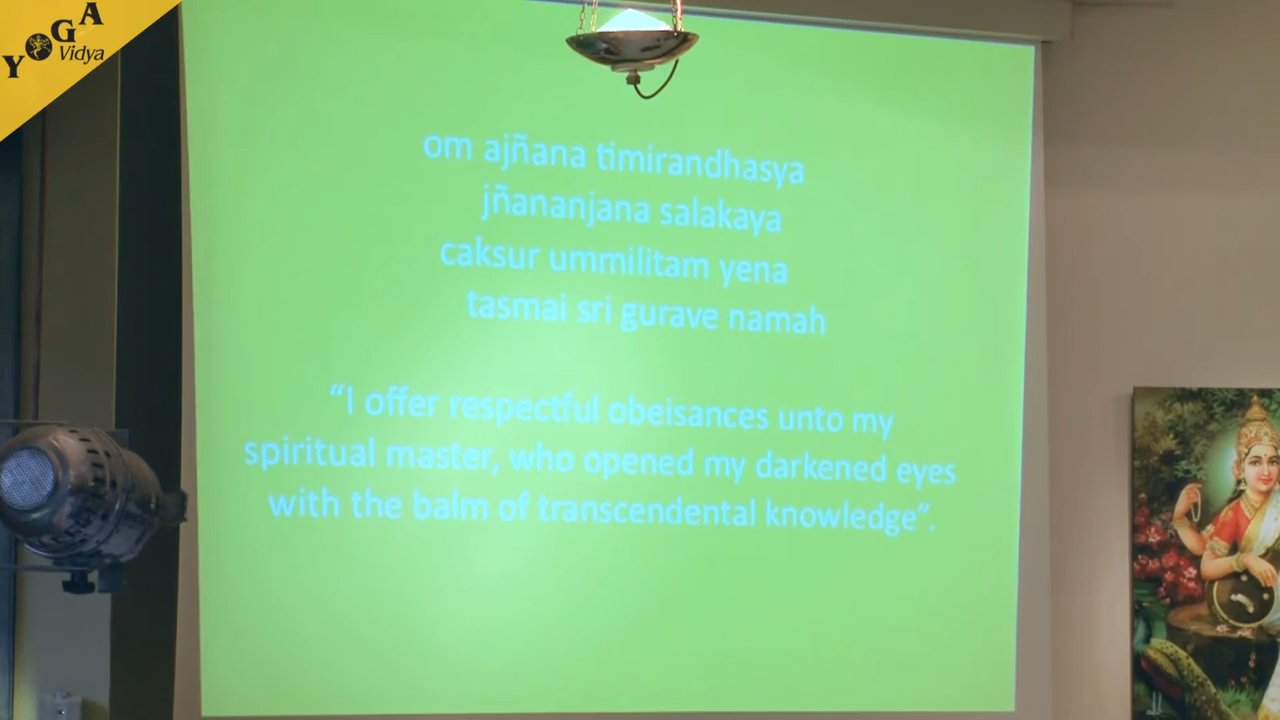 YOGA
Vidya
om ajñana timirandhasya
jñananjana salakaya
caksur ummilitam yena
tasmai sri gurave namah
“I offer respectful obeisances unto my
spiritual master, who opened my darkened eyes
with the balm of transcendental knowledge”.